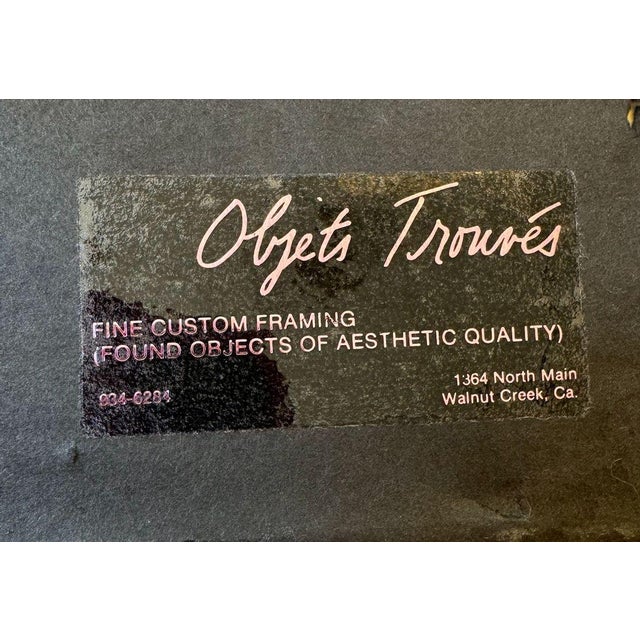 Objets Trouvés
FINE CUSTOM FRAMING
(FOUND OBJECTS OF AESTHETIC QUALITY)
934-6284
1364 North Main
Walnut Creek, Ca.